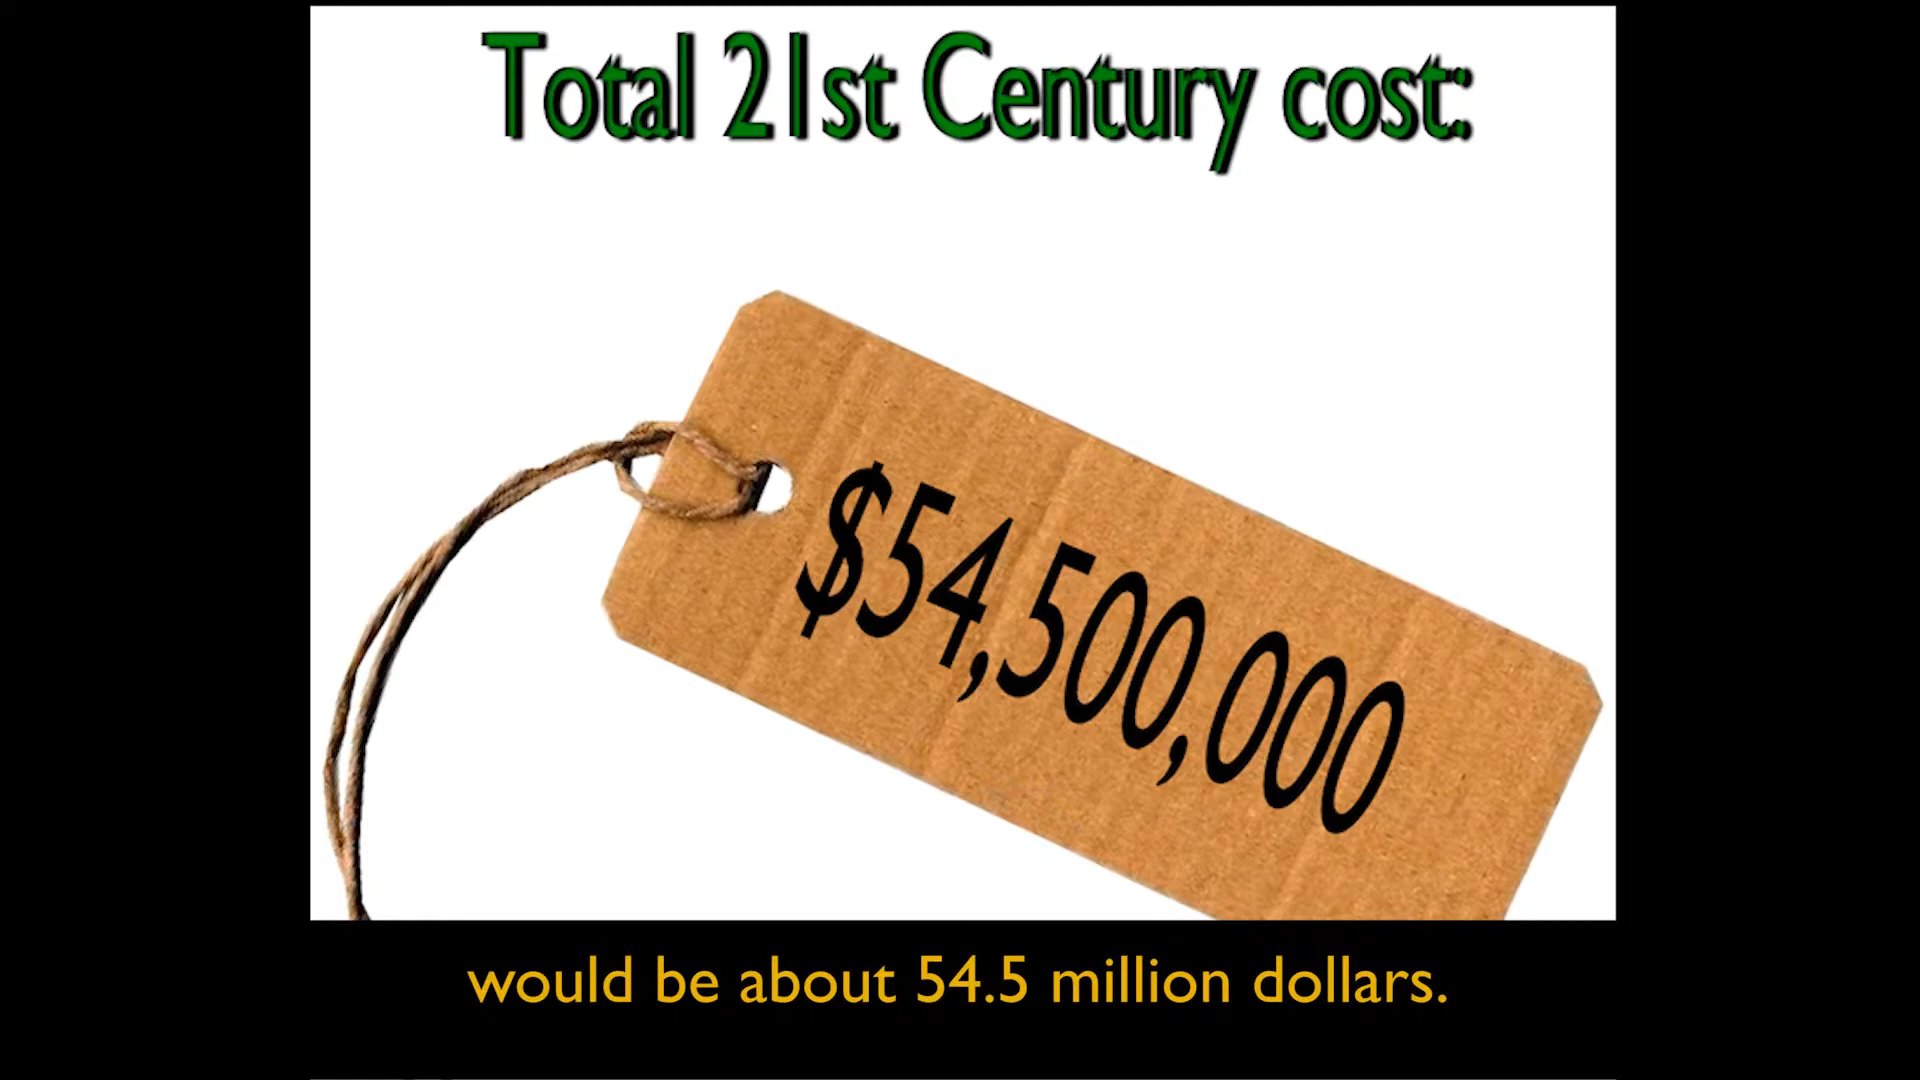 Total 21st Century cost:
$54,500,000
would be about 54.5 million dollars.